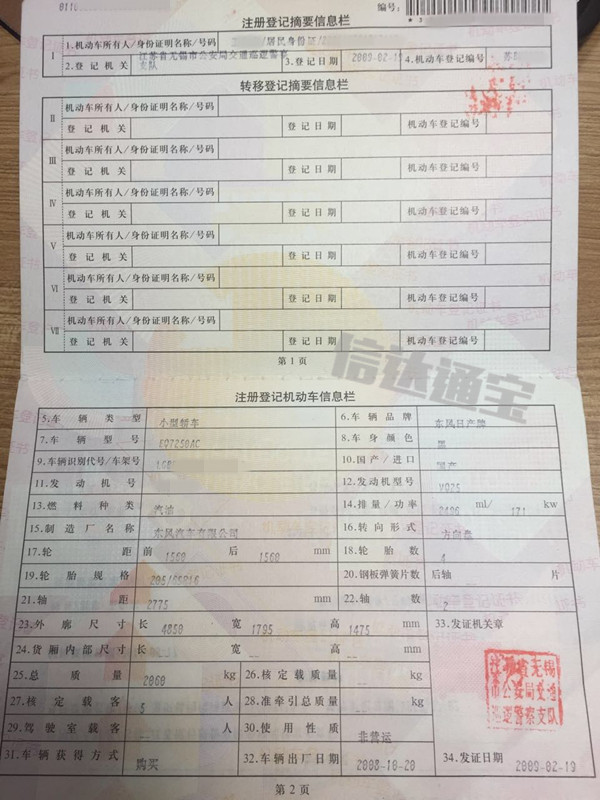 0110
编号:
注册登记摘要信息栏
I 1.机动车所有人/身份证明名称/号码 /居民身份证/
2.登记机关 江苏省无锡市公安局交通巡逻警察支队 3.登记日期 2009-02-19 4.机动车登记编号 苏
转移登记摘要信息栏
II 机动车所有人/身份证明名称/号码
登记机关 登记日期 机动车登记编号
III 机动车所有人/身份证明名称/号码
登记机关 登记日期 机动车登记编号
IV 机动车所有人/身份证明名称/号码
登记机关 登记日期 机动车登记编号
V 机动车所有人/身份证明名称/号码
登记机关 登记日期 机动车登记编号
VI 机动车所有人/身份证明名称/号码
登记机关 登记日期 机动车登记编号
VII 机动车所有人/身份证明名称/号码
登记机关 登记日期 机动车登记编号
第1页
信达通宝
注册登记机动车信息栏
5.车辆类型 小型轿车 6.车辆品牌 东风日产牌
7.车辆型号 EQ7250AC 8.车身颜色 黑
9.车辆识别代号/车架号 LGB 10.国产/进口 国产
11.发动机号 12.发动机型号 VQ25
13.燃料种类 汽油 14.排量/功率 2496 ml/ 171 kw
15.制造厂名称 东风汽车有限公司 16.转向形式 方向盘
17.轮距 前 1560 后 1560 mm 18.轮胎数 4
19.轮胎规格 205/65R16 20.钢板弹簧片数 后轴 片
21.轴距 2775 mm 22.轴数 2
23.外廓尺寸 长 4850 宽 1795 高 1475 mm 33.发证机关章
24.货厢内部尺寸 长 -- 宽 -- 高 -- mm
25.总质量 kg 26.核定载质量 -- kg
27.核定载客 5 人 28.准牵引总质量 -- kg
29.驾驶室载客 -- 人 30.使用性质 非营运
31.车辆获得方式 购买 32.车辆出厂日期 2008-10-20 34.发证日期 2009-02-19
第2页